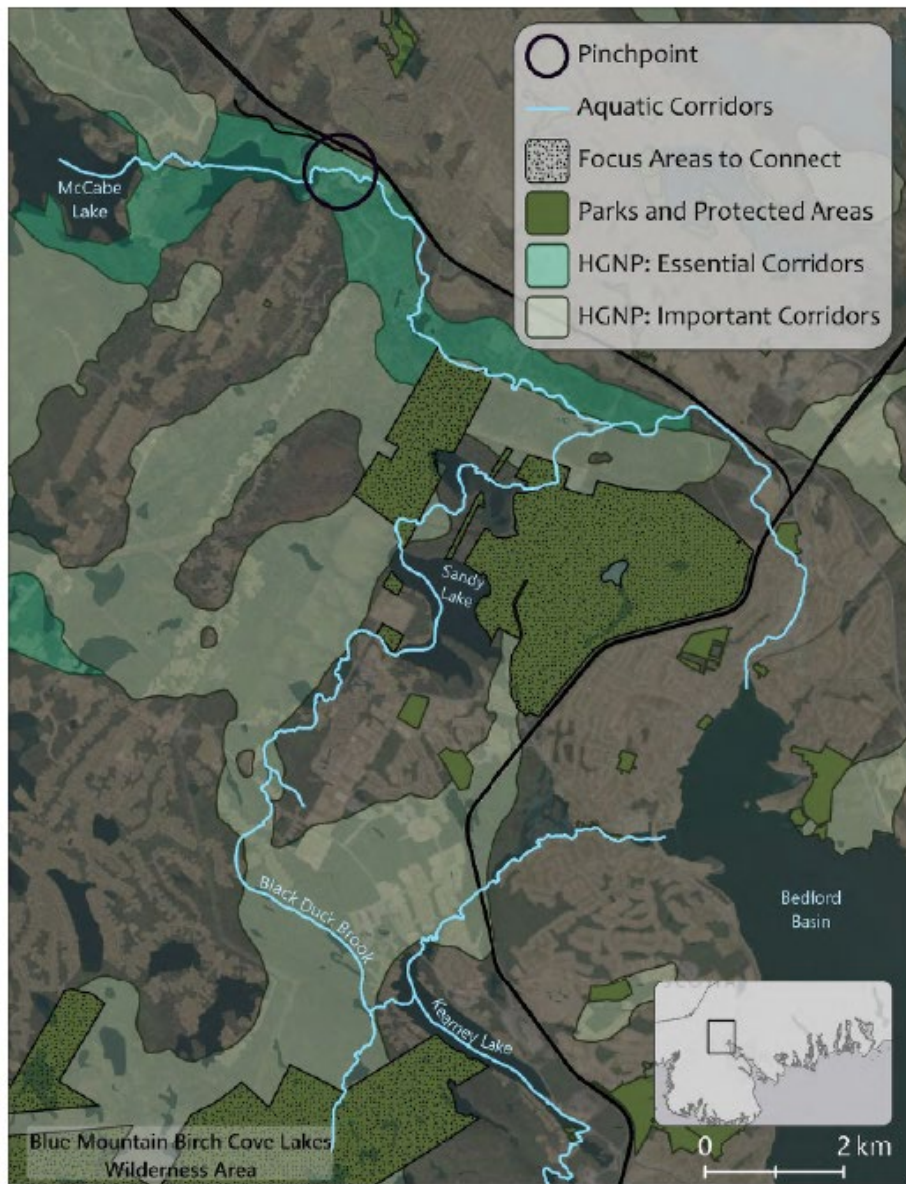 Pinchpoint
Aquatic Corridors
Focus Areas to Connect
Parks and Protected Areas
HGNP: Essential Corridors
HGNP: Important Corridors
McCabe
Lake
Sandy
Lake
Black Duck Brook
Bedford
Basin
Kearney Lake
Blue Mountain Birch Cove Lakes
Wilderness Area
0 2 km